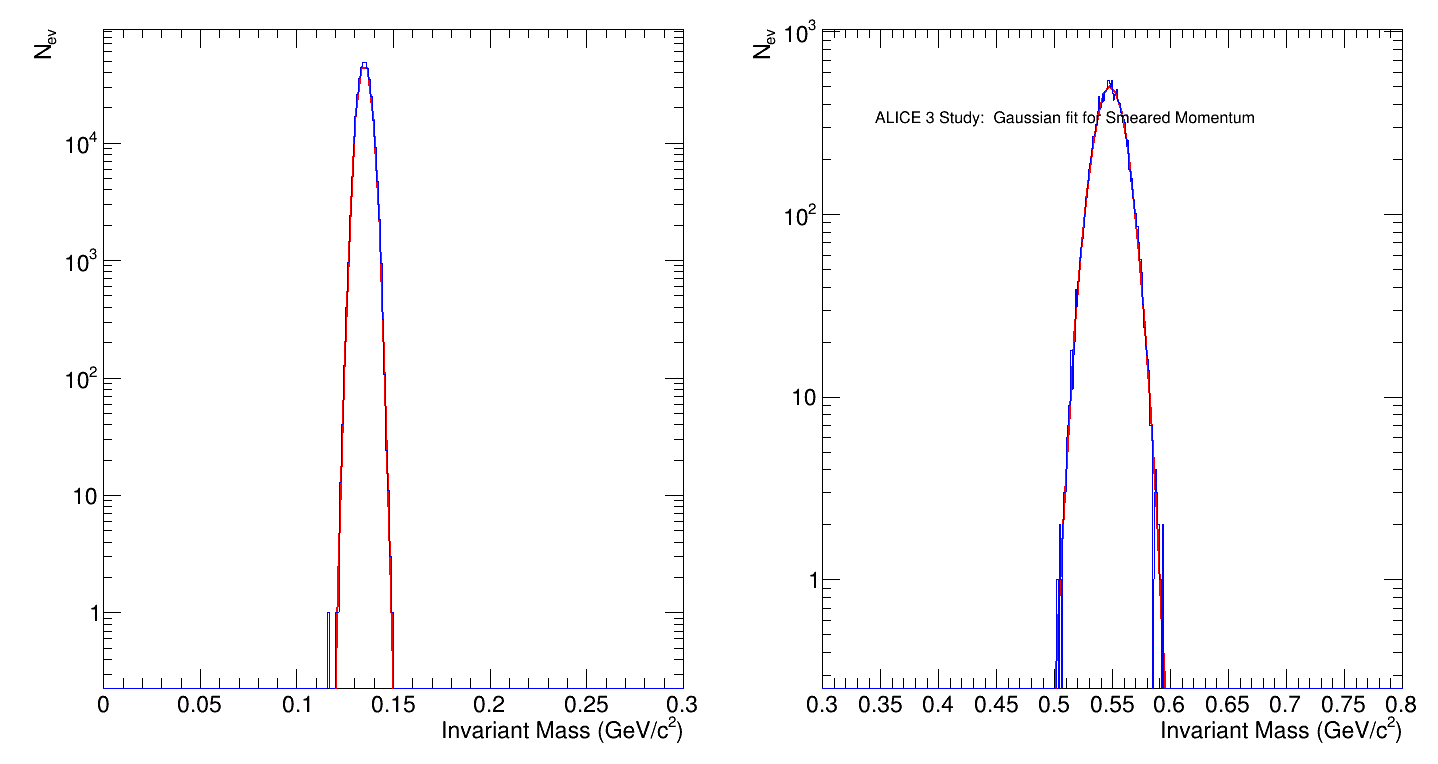 N_ev
10^4
10^3
10^2
10
1
0 0.05 0.1 0.15 0.2 0.25 0.3
Invariant Mass (GeV/c^2)
N_ev
10^3
ALICE 3 Study: Gaussian fit for Smeared Momentum
10^2
10
1
0.3 0.35 0.4 0.45 0.5 0.55 0.6 0.65 0.7 0.75 0.8
Invariant Mass (GeV/c^2)